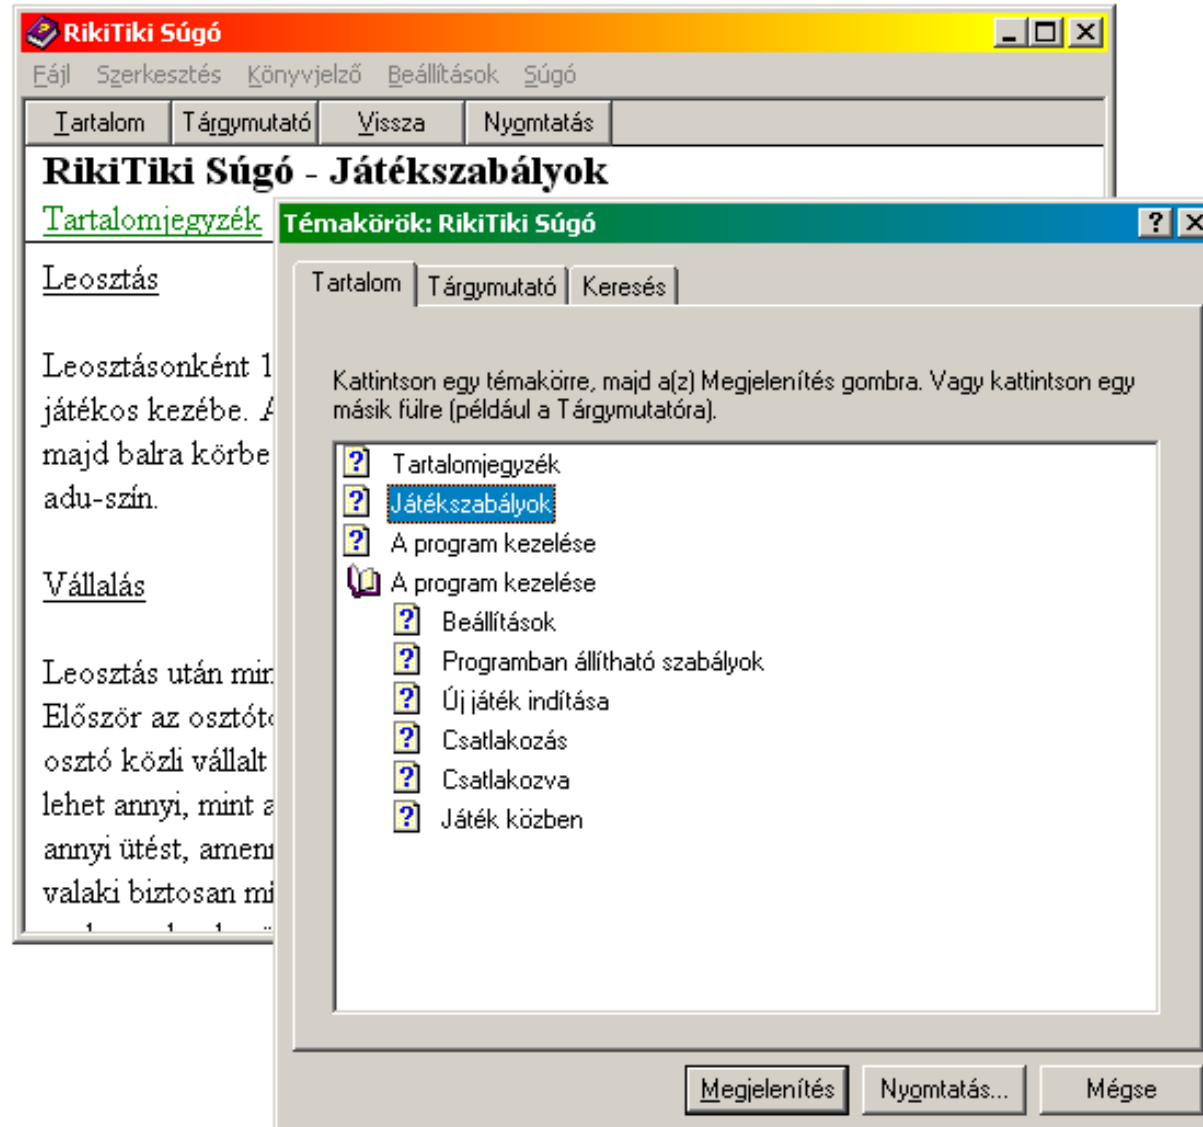 RikiTiki Súgó
Fájl Szerkesztés Könyvjelző Beállítások Súgó
Tartalom Tárgymutató Vissza Nyomtatás
RikiTiki Súgó - Játékszabályok
Tartalomjegyzék
Leosztás
Leosztásonként 1
játékos kezébe.
majd balra körbe
adu-szín.
Vállalás
Leosztás után
Először az
osztó közli vállalt
lehet annyi, mint
annyi ütést,
valaki biztosan
Témakörök: RikiTiki Súgó
Tartalom Tárgymutató Keresés
Kattintson egy témakörre, majd a(z) Megjelenítés gombra. Vagy kattintson egy
másik fülre (például a Tárgymutatóra).
Tartalomjegyzék
Játékszabályok
A program kezelése
A program kezelése
Beállítások
Programban állítható szabályok
Új játék indítása
Csatlakozás
Csatlakozva
Játék közben
Megjelenítés Nyomtatás... Mégse